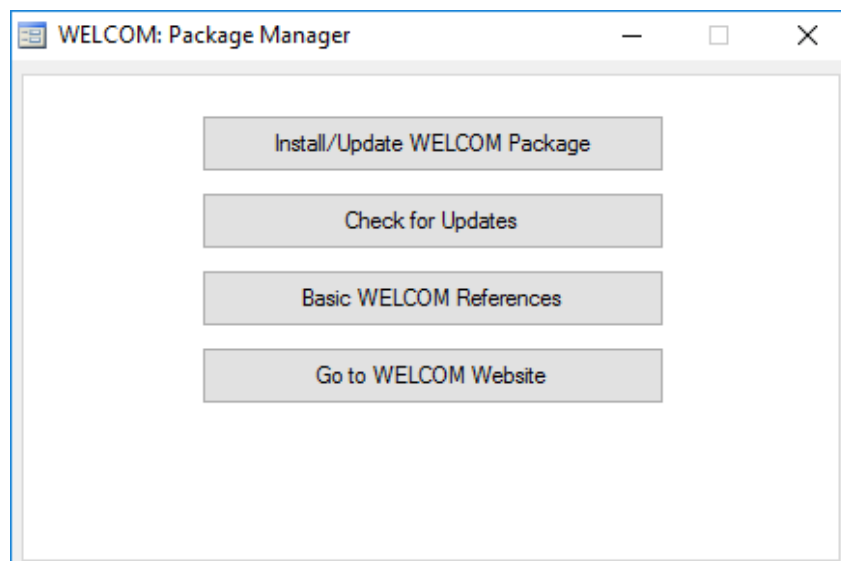 WELCOM: Package Manager
Install/Update WELCOM Package
Check for Updates
Basic WELCOM References
Go to WELCOM Website